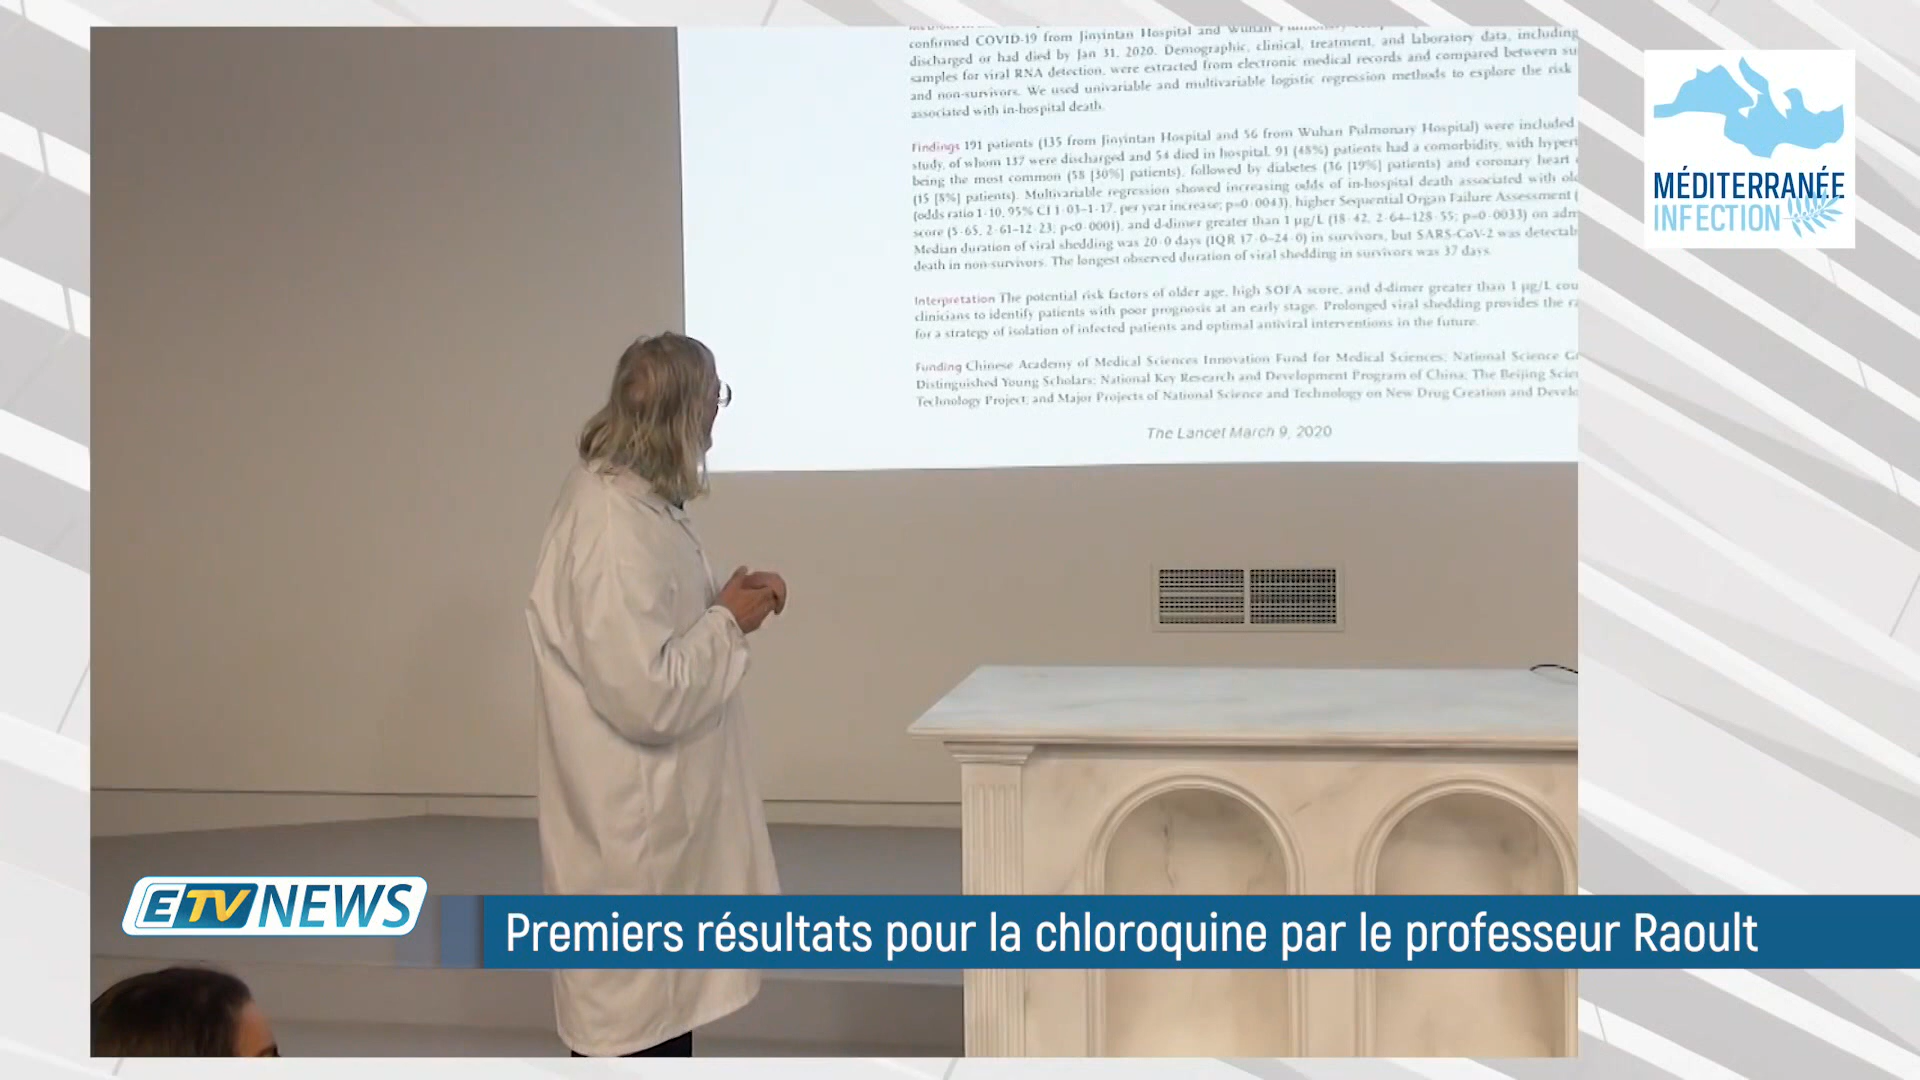 confirmed COVID-19 from Jinyintan Hospital and Wuhan Pulmonary
discharged or had died by Jan 31, 2020. Demographic, clinical, treatment, and laboratory data, including
samples for viral RNA detection, were extracted from electronic medical records and compared between su
and non-survivors. We used univariable and multivariable logistic regression methods to explore the risk
associated with in-hospital death.
Findings 191 patients (135 from Jinyintan Hospital and 56 from Wuhan Pulmonary Hospital) were included
study, of whom 137 were discharged and 54 died in hospital. 91 (48%) patients had a comorbidity, with hypert
being the most common (58 [30%] patients), followed by diabetes (36 [19%] patients) and coronary heart
(15 [8%] patients). Multivariable regression showed increasing odds of in-hospital death associated with old
(odds ratio 1·10, 95% CI 1·03–1·17, per year increase; p=0·0043), higher Sequential Organ Failure Assessment (
score (5·65, 2·61–12·23; p<0·0001), and d-dimer greater than 1 µg/L (18·42, 2·64–128·55; p=0·0033) on adm
Median duration of viral shedding was 20·0 days (IQR 17·0–24·0) in survivors, but SARS-CoV-2 was detectab
death in non-survivors. The longest observed duration of viral shedding in survivors was 37 days.
Interpretation The potential risk factors of older age, high SOFA score, and d-dimer greater than 1 µg/L cou
clinicians to identify patients with poor prognosis at an early stage. Prolonged viral shedding provides the ra
for a strategy of isolation of infected patients and optimal antiviral interventions in the future.
Funding Chinese Academy of Medical Sciences Innovation Fund for Medical Sciences; National Science Gr
Distinguished Young Scholars; National Key Research and Development Program of China; The Beijing Scien
Technology Project; and Major Projects of National Science and Technology on New Drug Creation and Develo
The Lancet March 9, 2020
MÉDITERRANÉE
INFECTION
ETV NEWS
Premiers résultats pour la chloroquine par le professeur Raoult